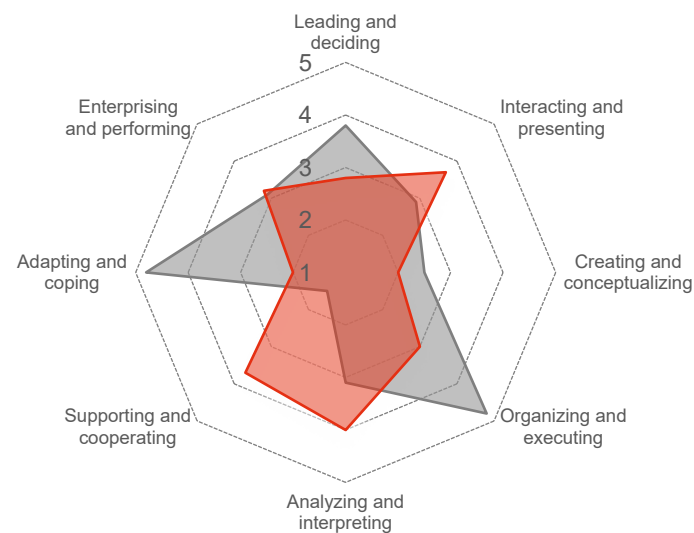 Leading and
deciding
5
Enterprising
and performing
4
Interacting and
presenting
3
2
Adapting and
coping
1
Creating and
conceptualizing
Supporting and
cooperating
Organizing and
executing
Analyzing and
interpreting